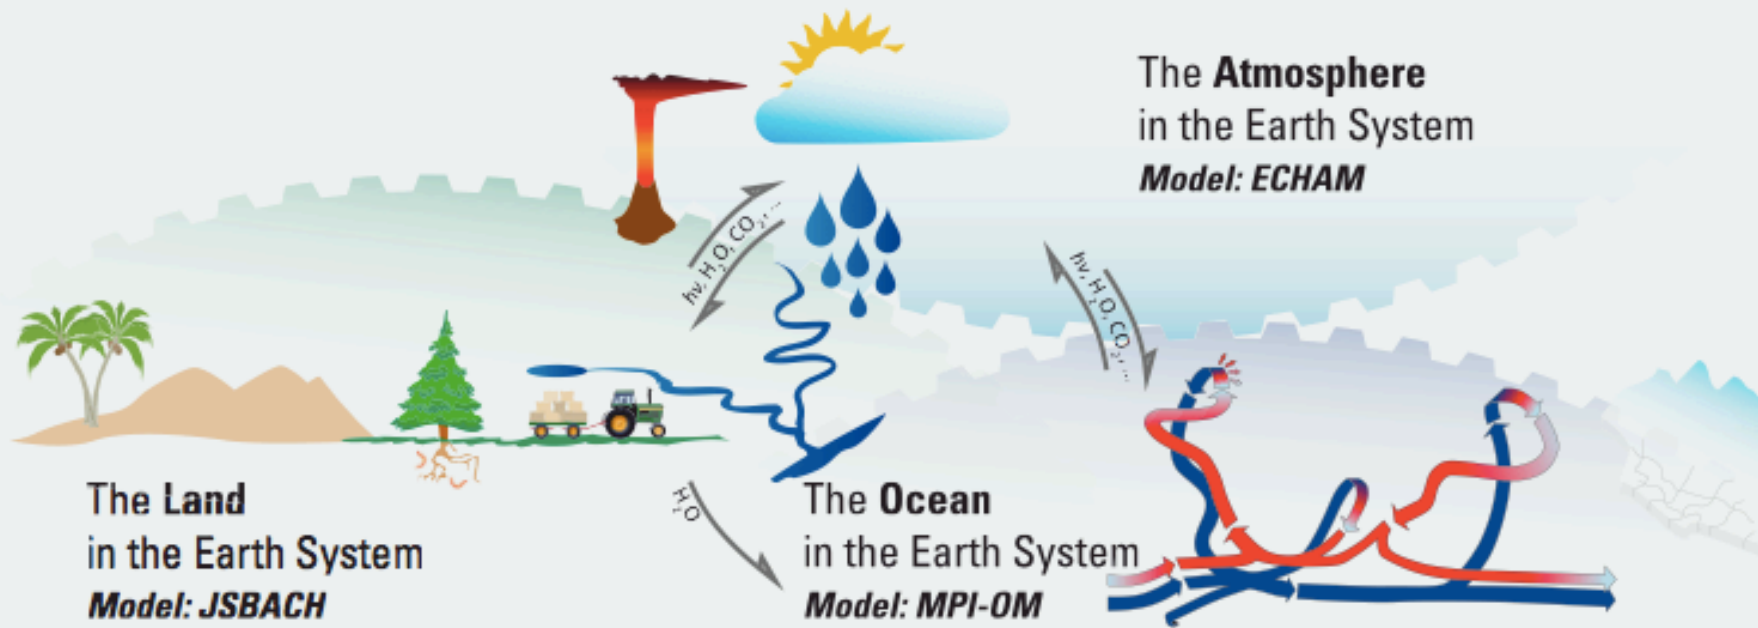 The Atmosphere
in the Earth System
Model: ECHAM
hν, H₂O, CO₂, ...
hν, H₂O, CO₂, ...
The Land
in the Earth System
Model: JSBACH
H₂O
The Ocean
in the Earth System
Model: MPI-OM